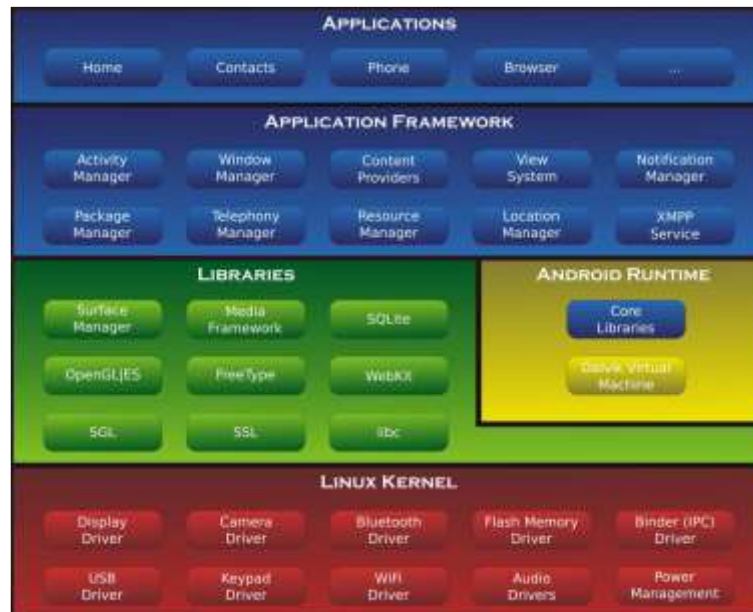 APPLICATIONS
Home Contacts Phone Browser ...
APPLICATION FRAMEWORK
Activity Manager Window Manager Content Providers View System Notification Manager
Package Manager Telephony Manager Resource Manager Location Manager XMPP Service
LIBRARIES ANDROID RUNTIME
Surface Manager Media Framework SQLite Core Libraries
OpenGL|ES FreeType WebKit Dalvik Virtual Machine
SGL SSL libc
LINUX KERNEL
Display Driver Camera Driver Bluetooth Driver Flash Memory Driver Binder (IPC) Driver
USB Driver Keypad Driver WiFi Driver Audio Drivers Power Management